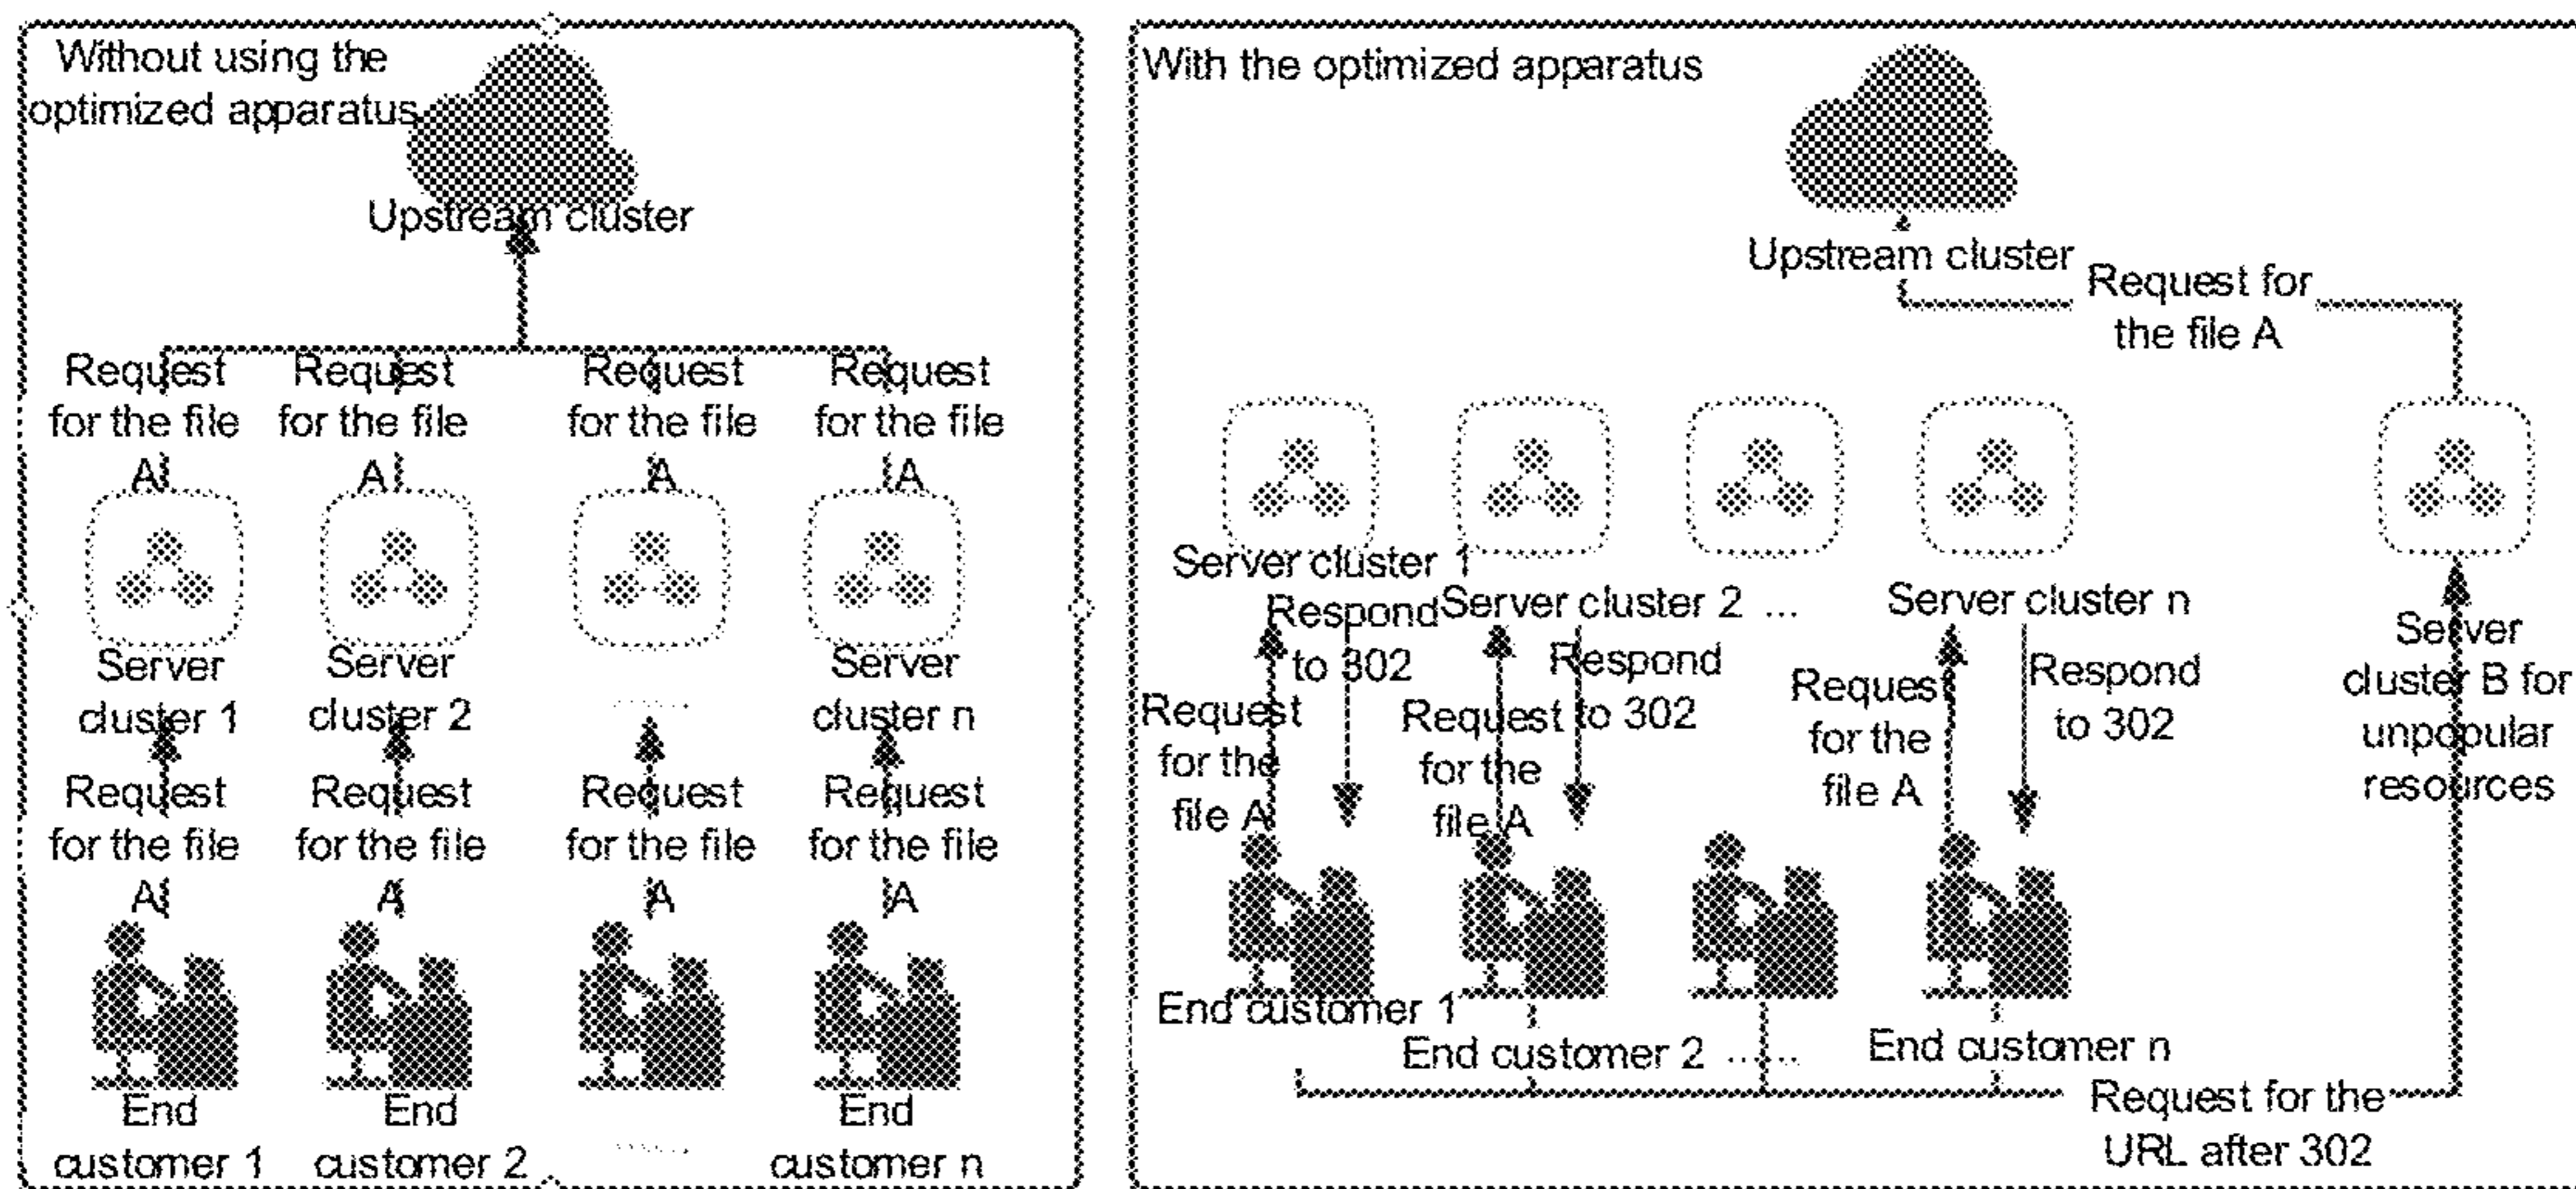 Without using the
optimized apparatus
Upstream cluster
Request
for the file
A
Request
for the file
A
Request
for the file
A
Request
for the file
A
Server
cluster 1
Server
cluster 2
......
Server
cluster n
Request
for the file
A
Request
for the file
A
Request
for the file
A
Request
for the file
A
End
customer 1
End
customer 2
......
End
customer n
With the optimized apparatus
Upstream cluster
Request for
the file A
Server cluster 1
Server cluster 2 ...
Server cluster n
Server
cluster B for
unpopular
resources
Respond
to 302
Request
for the
file A
Respond
to 302
Request
for the
file A
Respond
to 302
Request
for the
file A
End customer 1
End customer 2 ......
End customer n
Request for the
URL after 302